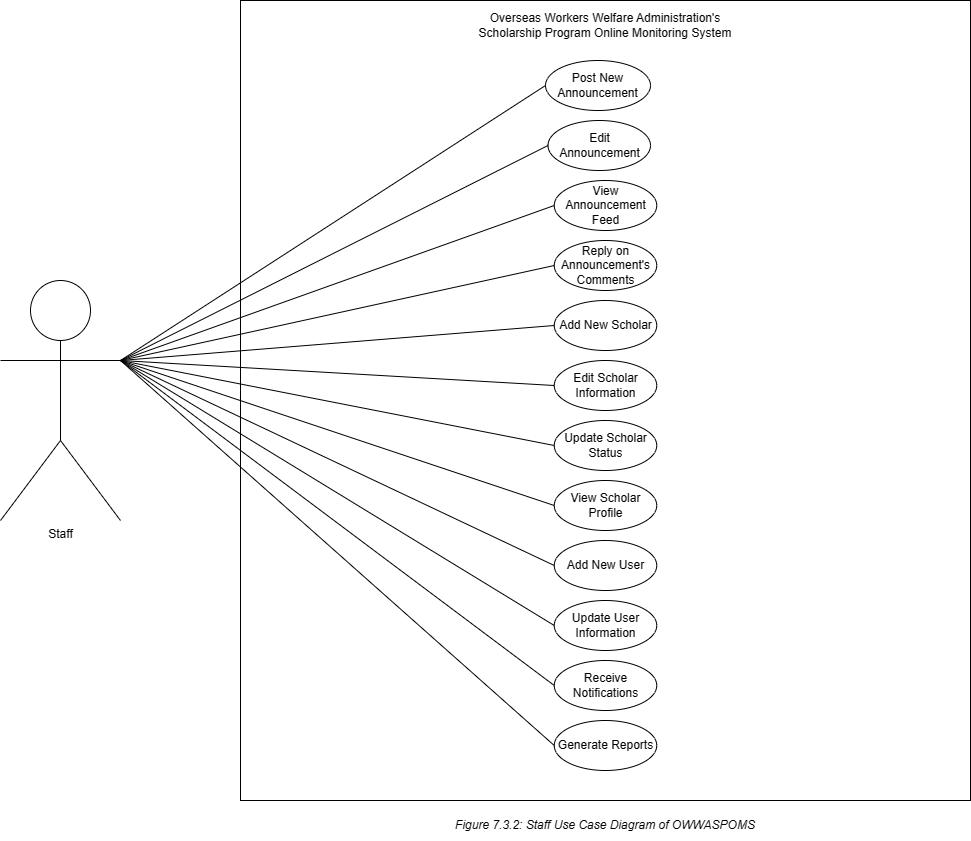 Overseas Workers Welfare Administration's
Scholarship Program Online Monitoring System
Post New
Announcement
Edit
Announcement
View
Announcement
Feed
Reply on
Announcement's
Comments
Add New Scholar
Edit Scholar
Information
Update Scholar
Status
View Scholar
Profile
Staff
Add New User
Update User
Information
Receive
Notifications
Generate Reports
Figure 7.3.2: Staff Use Case Diagram of OWWASPOMS